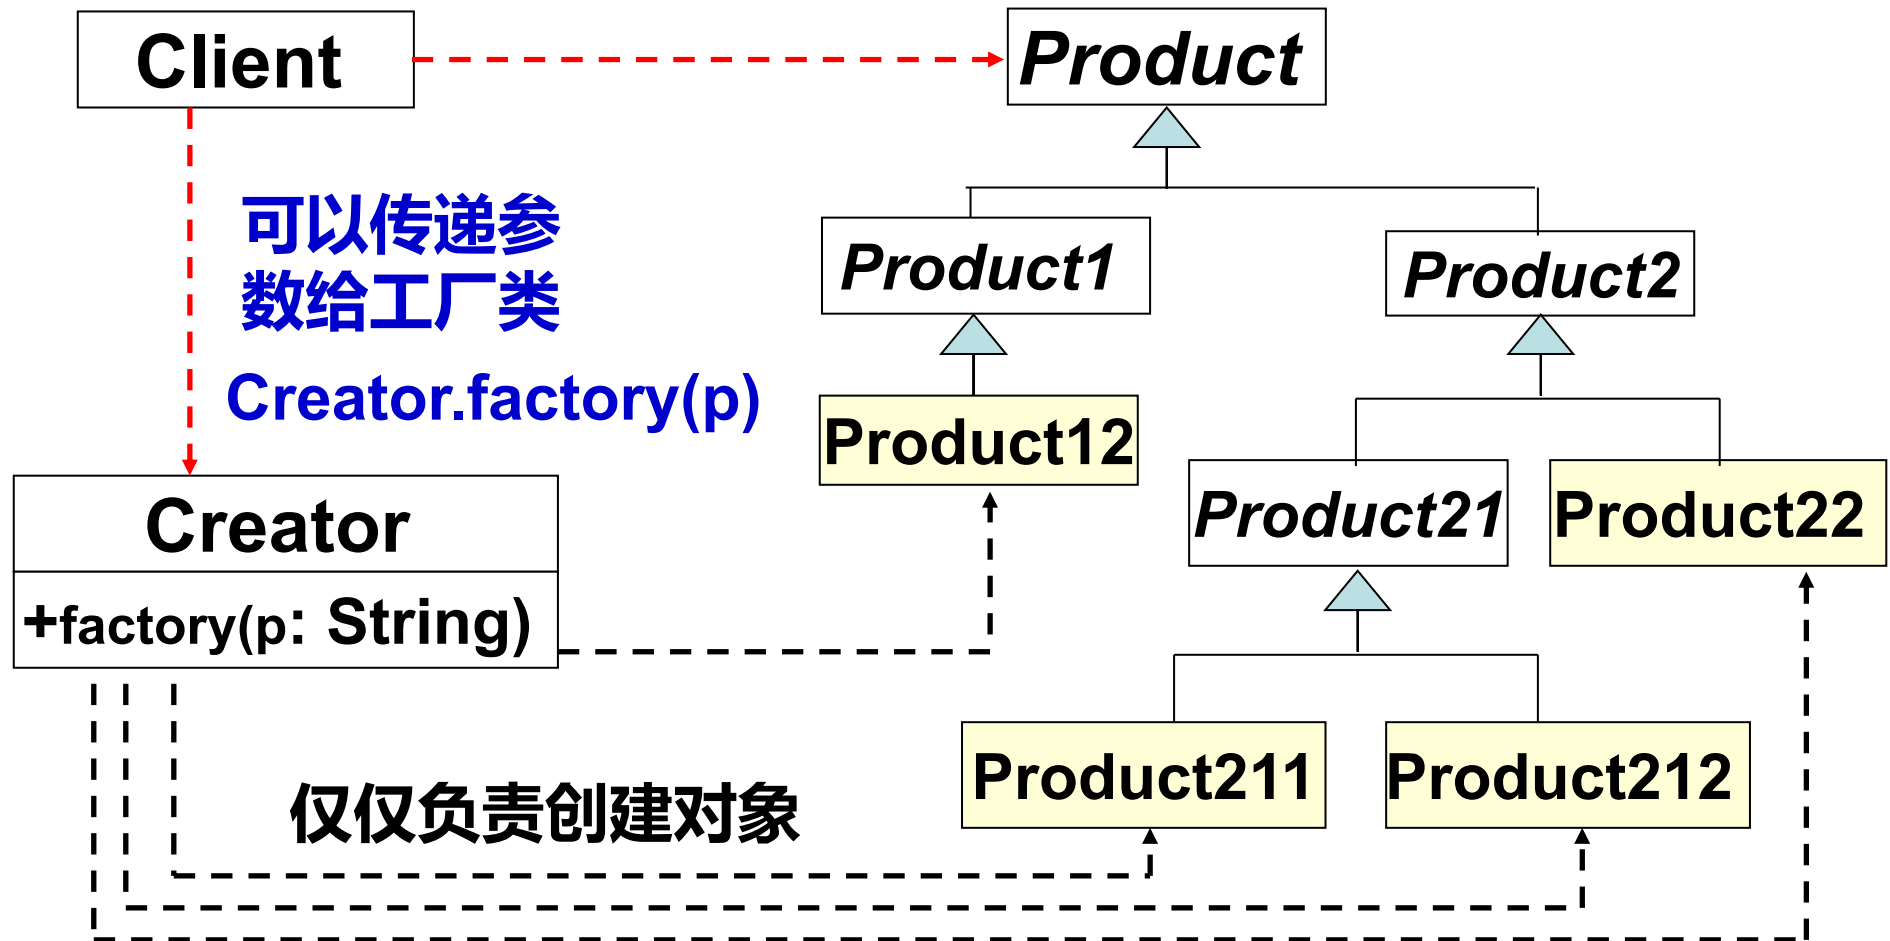 Client
Product
可以传递参
数给工厂类
Creator.factory(p)
Product1
Product2
Product12
Creator
+factory(p: String)
Product21
Product22
仅仅负责创建对象
Product211
Product212